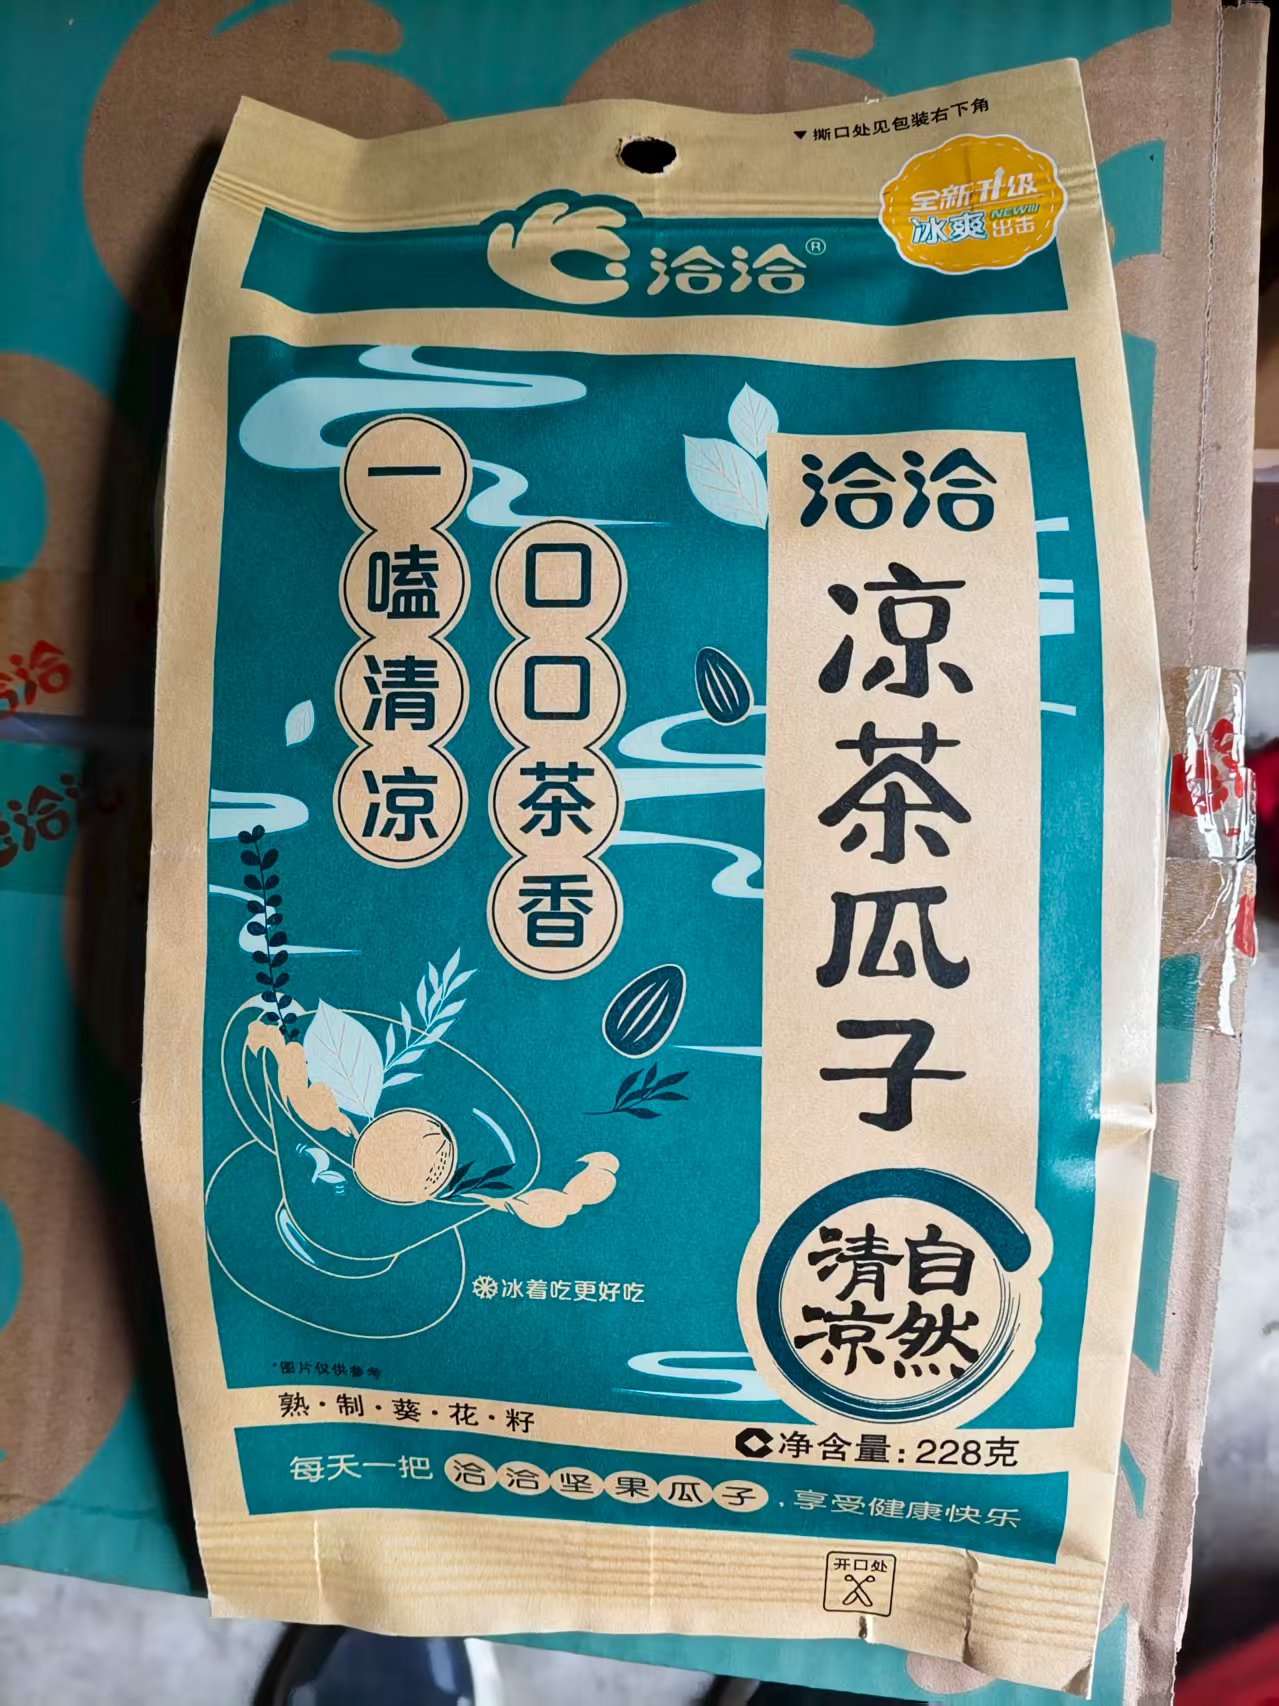 ▼撕口处见包装右下角
全新升级
NEW!!!
冰爽出击
洽洽®
洽洽
凉茶瓜子
一嗑清凉
口口茶香
自然
清凉
冰着吃更好吃
*图片仅供参考
熟·制·葵·花·籽
净含量:228克
每天一把 洽洽坚果瓜子,享受健康快乐
开口处
洽
洽